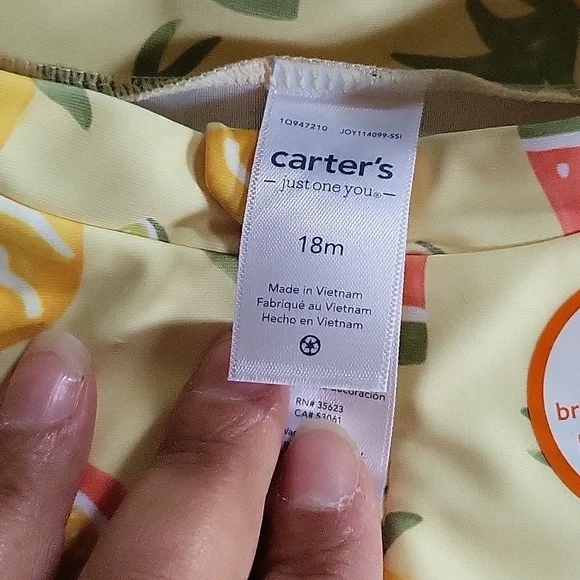 1Q947210 JOY114099-SSI
carter's
just one you®
18m
Made in Vietnam
Fabriqué au Vietnam
Hecho en Vietnam
RN# 35623
CA# 53061